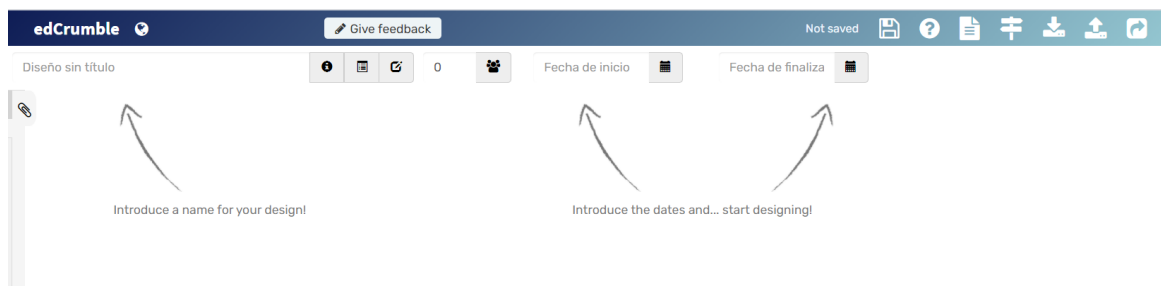 edCrumble Give feedback Not saved
Diseño sin título 0 Fecha de inicio Fecha de finaliza
Introduce a name for your design! Introduce the dates and... start designing!